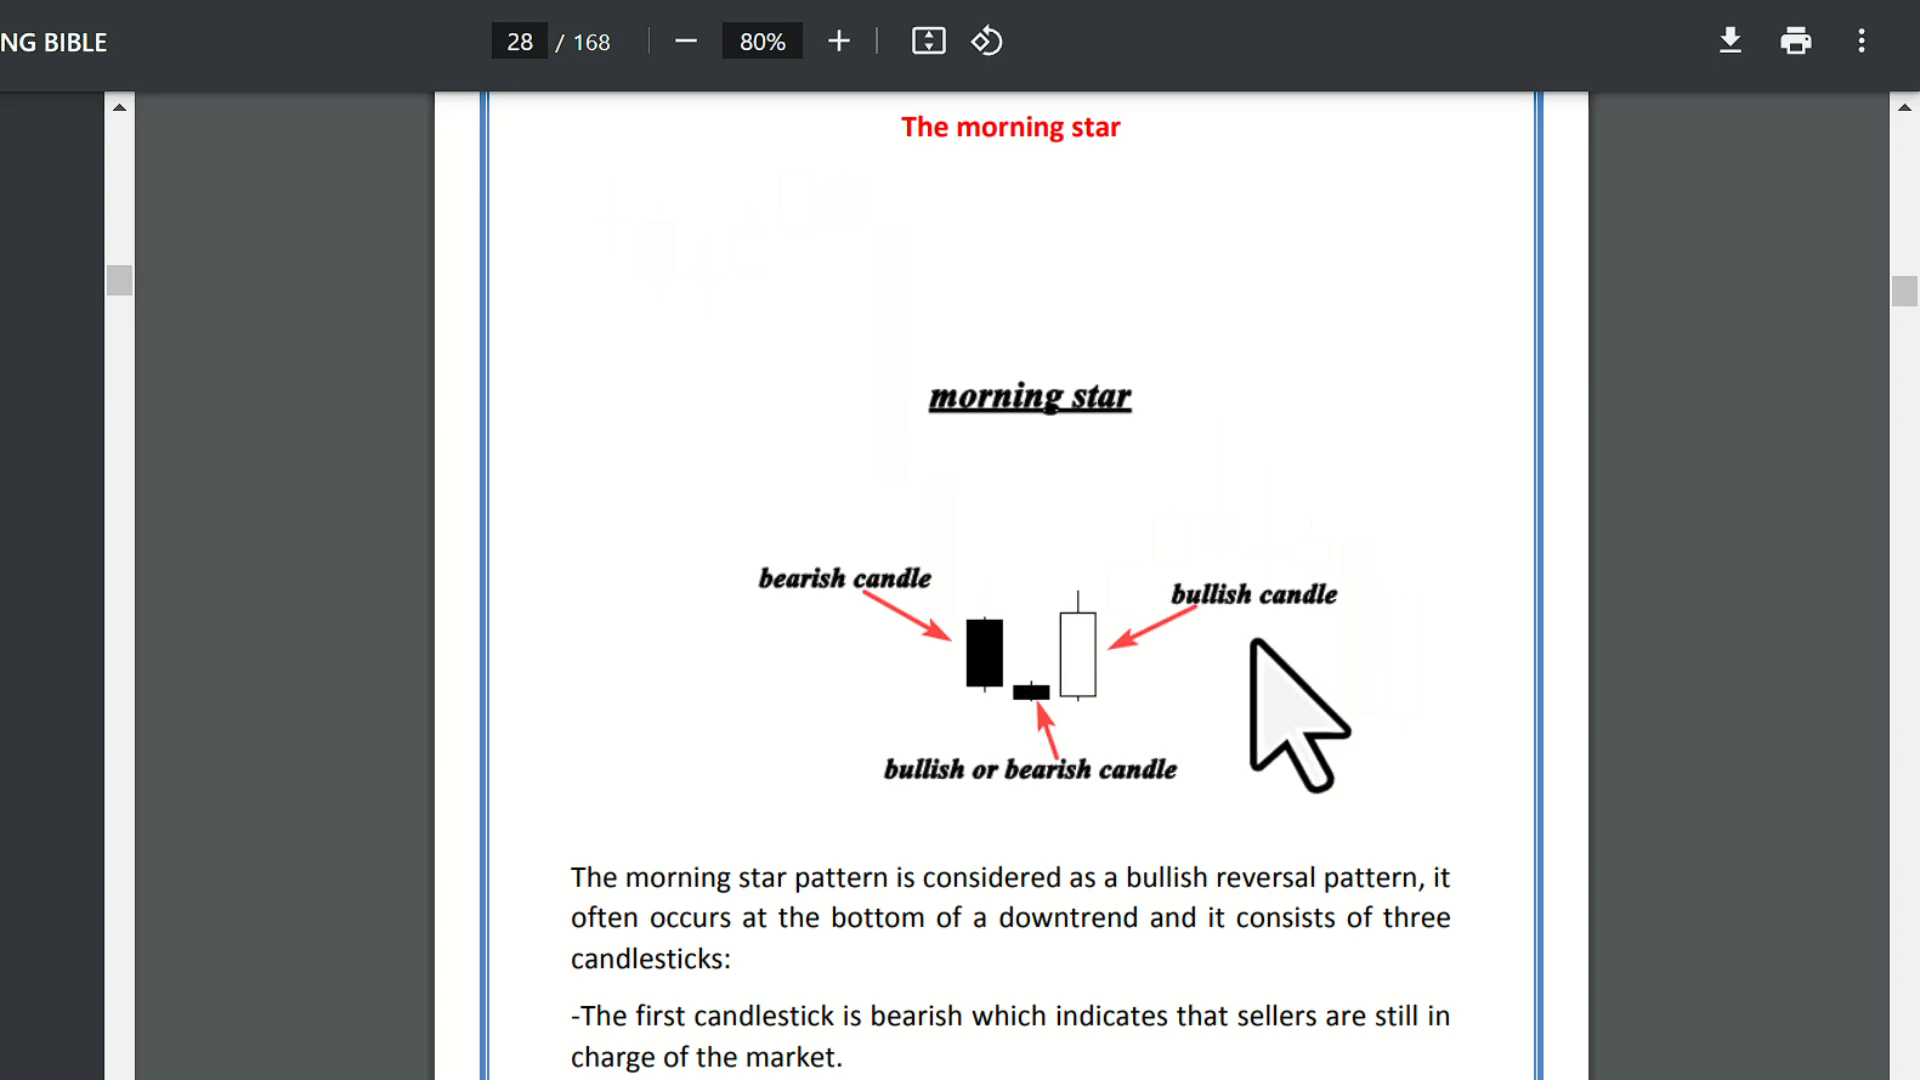 NG BIBLE
28 / 168
80%
The morning star
morning star
bearish candle
bullish candle
bullish or bearish candle
The morning star pattern is considered as a bullish reversal pattern, it
often occurs at the bottom of a downtrend and it consists of three
candlesticks:
-The first candlestick is bearish which indicates that sellers are still in
charge of the market.